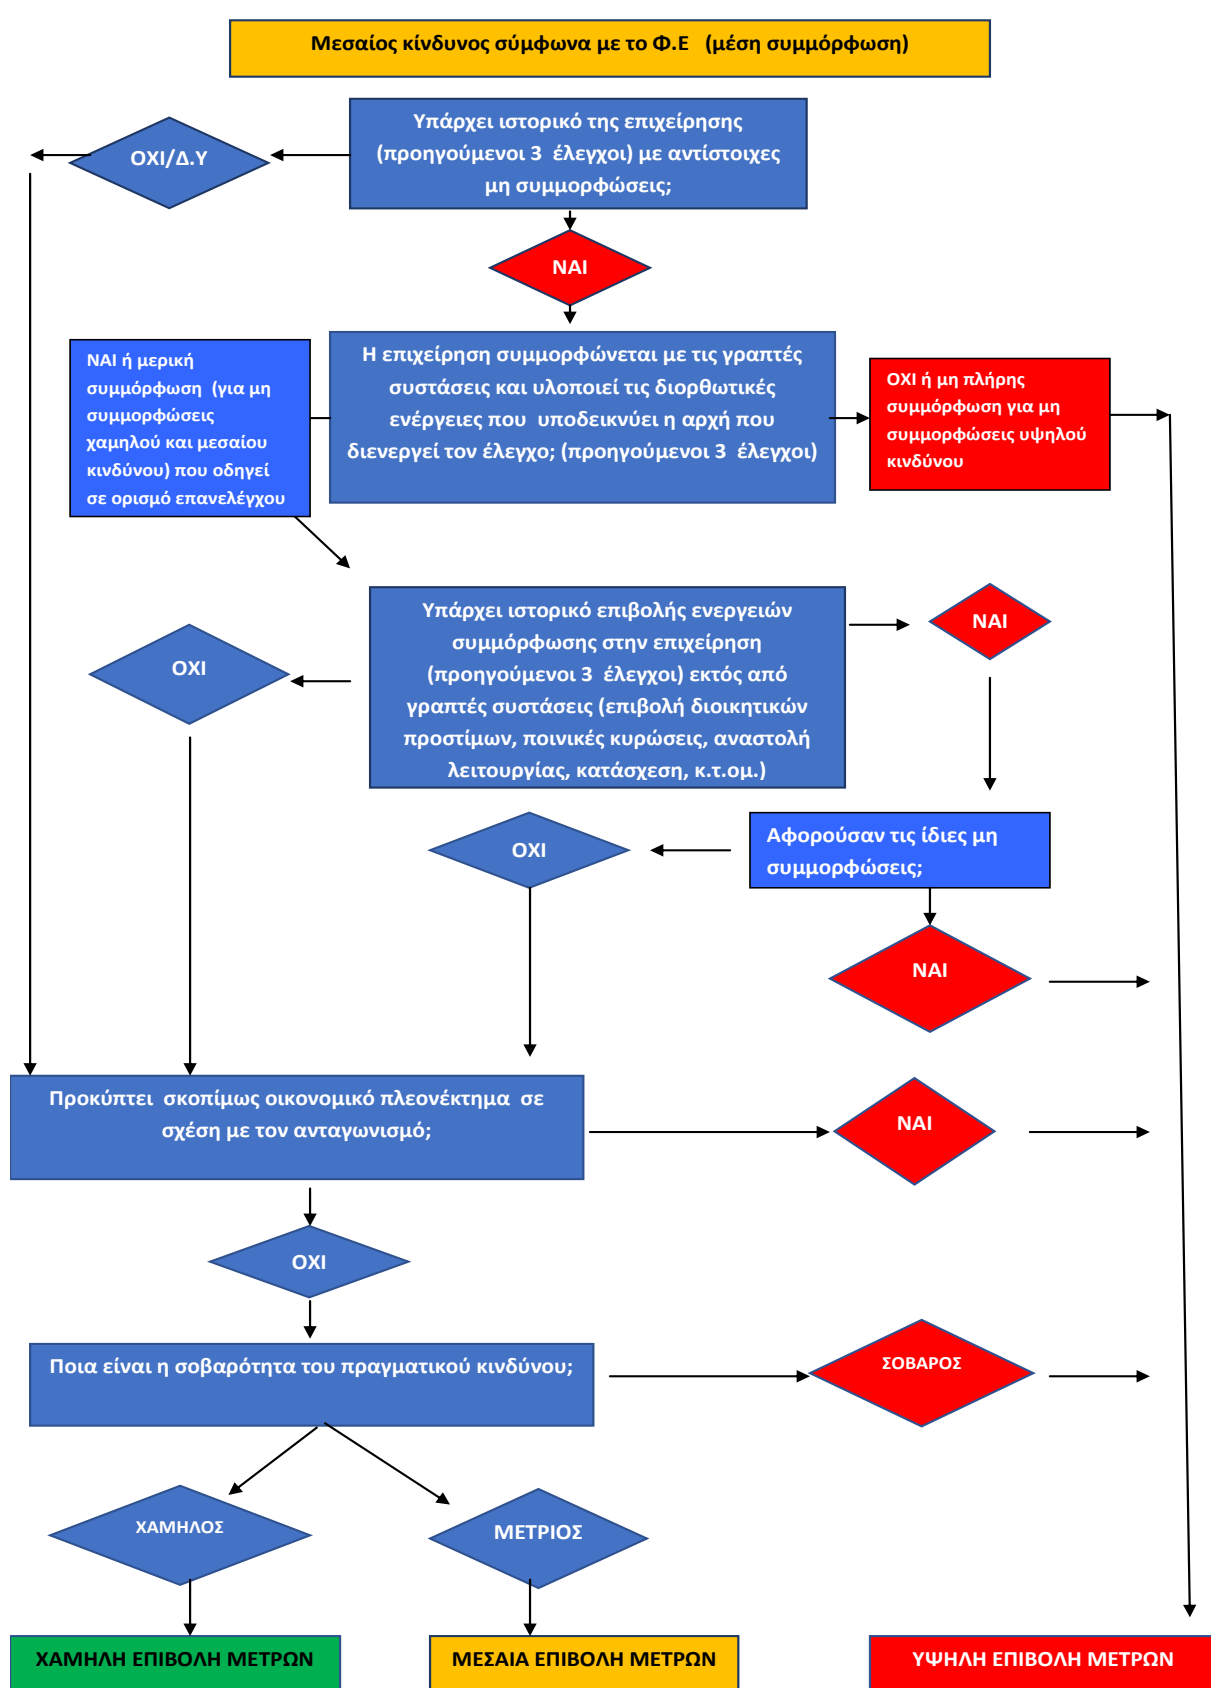 Μεσαίος κίνδυνος σύμφωνα με το Φ.Ε (μέση συμμόρφωση)
Υπάρχει ιστορικό της επιχείρησης
(προηγούμενοι 3 έλεγχοι) με αντίστοιχες
μη συμμορφώσεις;
ΟΧΙ/Δ.Υ
ΝΑΙ
ΝΑΙ ή μερική
συμμόρφωση (για μη
συμμορφώσεις
χαμηλού και μεσαίου
κινδύνου) που οδηγεί
σε ορισμό επανελέγχου
Η επιχείρηση συμμορφώνεται με τις γραπτές
συστάσεις και υλοποιεί τις διορθωτικές
ενέργειες που υποδεικνύει η αρχή που
διενεργεί τον έλεγχο; (προηγούμενοι 3 έλεγχοι)
ΟΧΙ ή μη πλήρης
συμμόρφωση για μη
συμμορφώσεις υψηλού
κινδύνου
Υπάρχει ιστορικό επιβολής ενεργειών
συμμόρφωσης στην επιχείρηση
(προηγούμενοι 3 έλεγχοι) εκτός από
γραπτές συστάσεις (επιβολή διοικητικών
προστίμων, ποινικές κυρώσεις, αναστολή
λειτουργίας, κατάσχεση, κ.τ.ομ.)
ΝΑΙ
ΟΧΙ
Αφορούσαν τις ίδιες μη
συμμορφώσεις;
ΟΧΙ
ΝΑΙ
Προκύπτει σκοπίμως οικονομικό πλεονέκτημα σε
σχέση με τον ανταγωνισμό;
ΝΑΙ
ΟΧΙ
Ποια είναι η σοβαρότητα του πραγματικού κινδύνου;
ΣΟΒΑΡΟΣ
ΧΑΜΗΛΟΣ
ΜΕΤΡΙΟΣ
ΧΑΜΗΛΗ ΕΠΙΒΟΛΗ ΜΕΤΡΩΝ
ΜΕΣΑΙΑ ΕΠΙΒΟΛΗ ΜΕΤΡΩΝ
ΥΨΗΛΗ ΕΠΙΒΟΛΗ ΜΕΤΡΩΝ